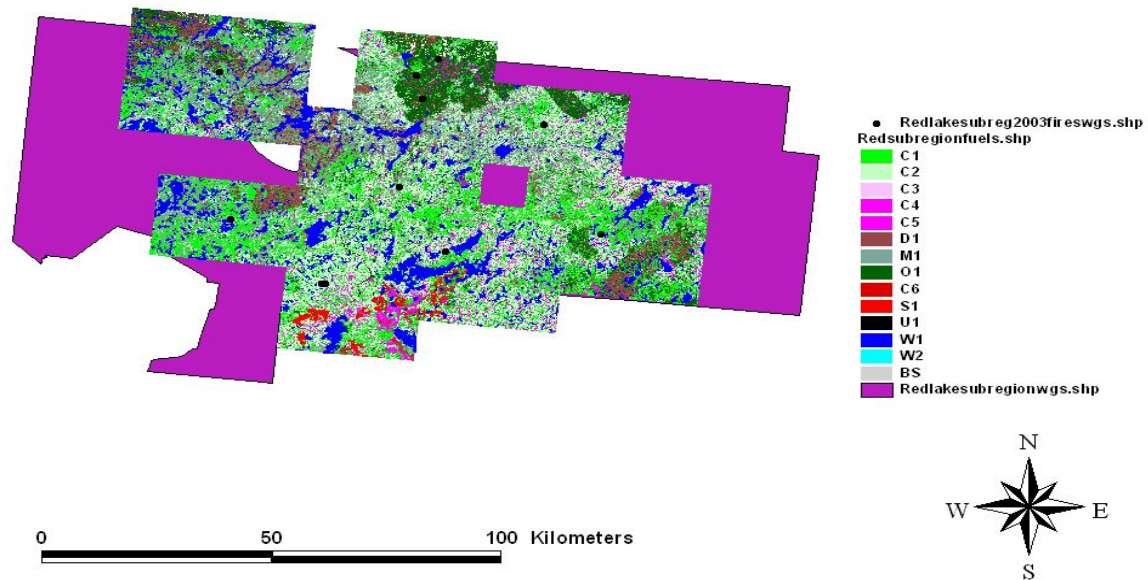 Redlakesubreg2003fireswgs.shp
Redsubregionfuels.shp
C1
C2
C3
C4
C5
D1
M1
O1
C6
S1
U1
W1
W2
BS
Redlakesubregionwgs.shp
N
W E
S
0 50 100 Kilometers